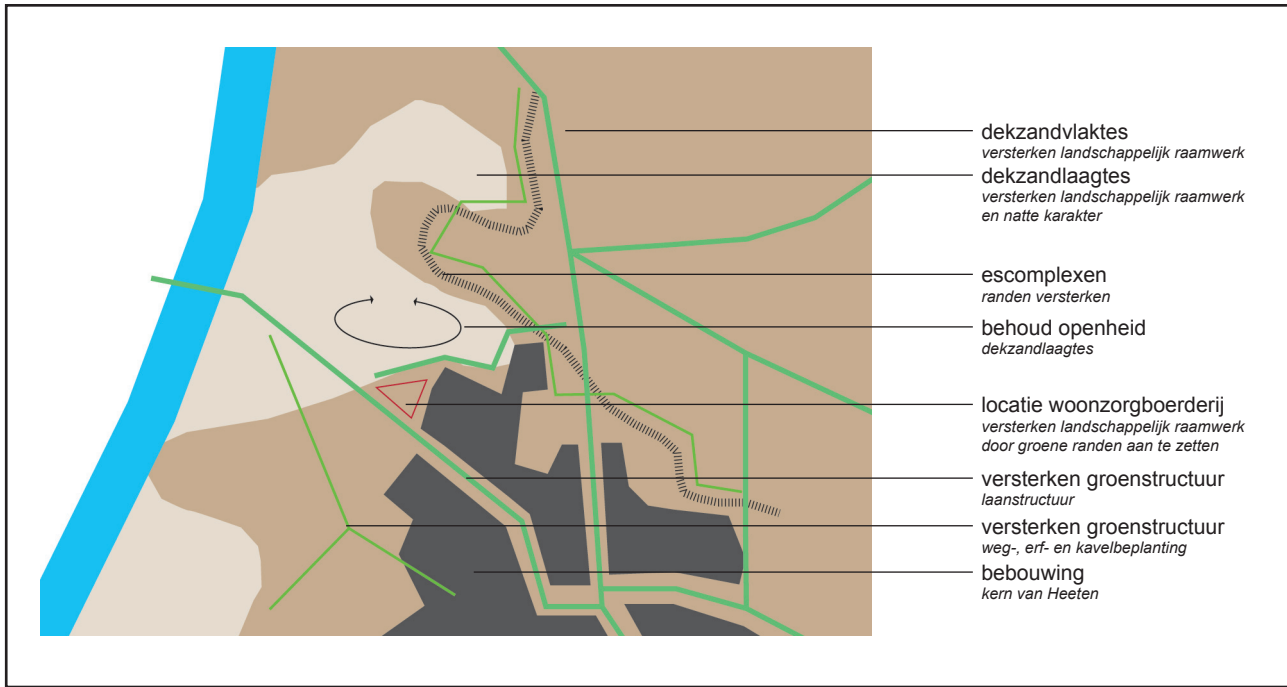 dekzandvlaktes
versterken landschappelijk raamwerk
dekzandlaagtes
versterken landschappelijk raamwerk
en natte karakter
escomplexen
randen versterken
behoud openheid
dekzandlaagtes
locatie woonzorgboerderij
versterken landschappelijk raamwerk
door groene randen aan te zetten
versterken groenstructuur
laanstructuur
versterken groenstructuur
weg-, erf- en kavelbeplanting
bebouwing
kern van Heeten